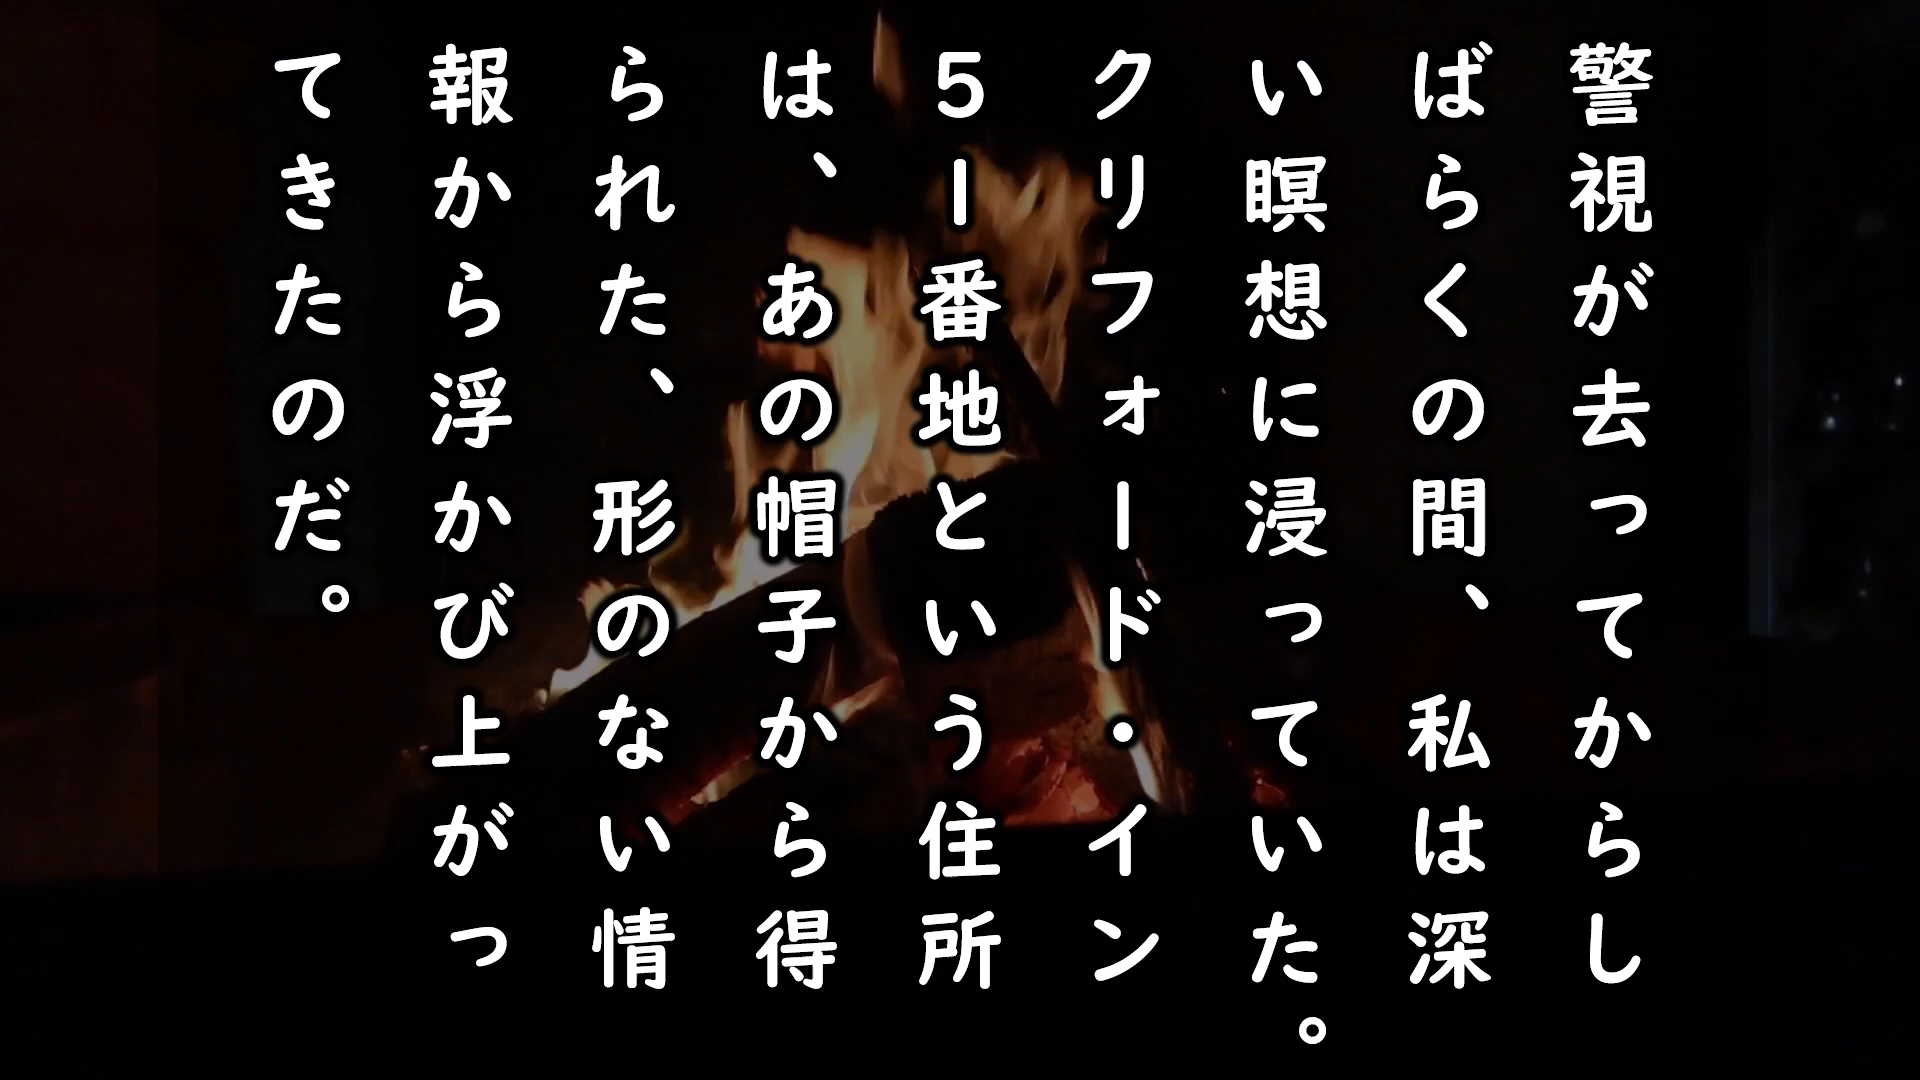 警視が去ってからし
ばらくの間、私は深
い瞑想に浸っていた。
クリフォード・イン
５ー番地という住所
は、あの帽子から得
られた、形のない情
報から浮かび上がっ
てきたのだ。